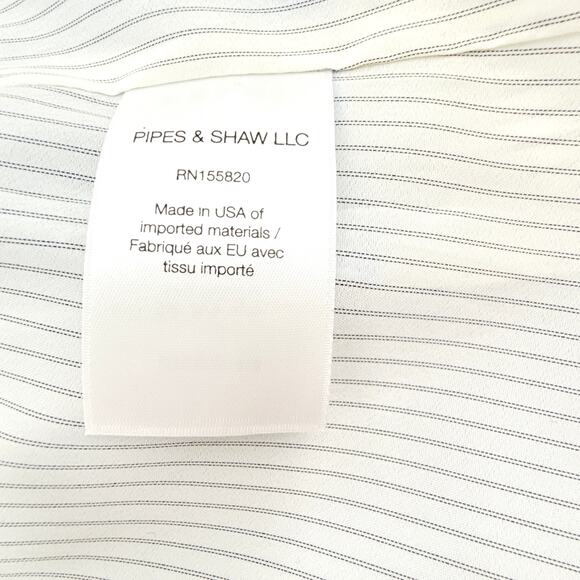 PIPES & SHAW LLC
RN155820
Made in USA of
imported materials /
Fabriqué aux EU avec
tissu importé